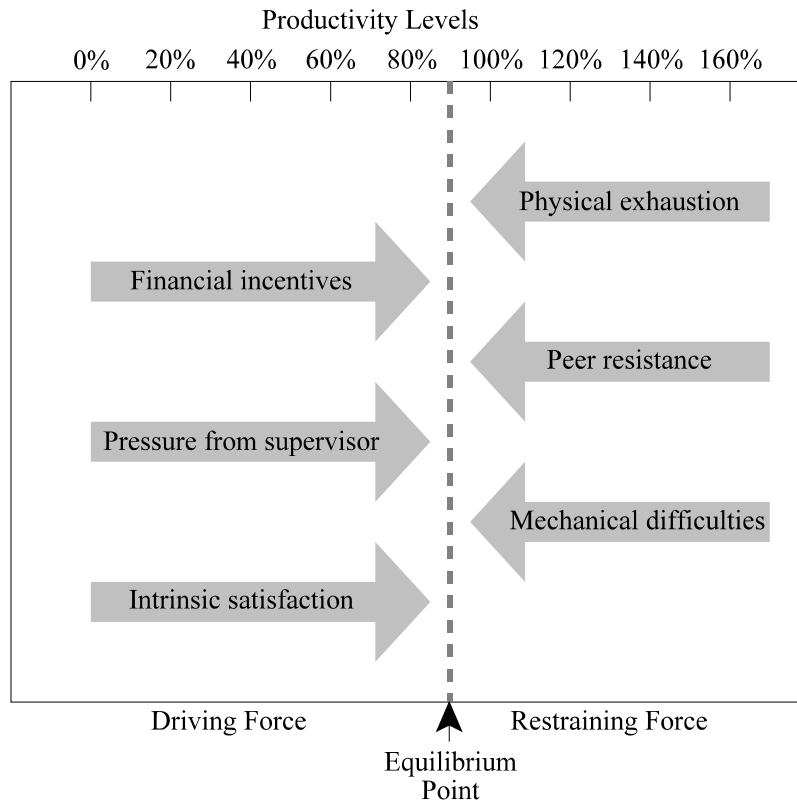 Productivity Levels
0% 20% 40% 60% 80% 100% 120% 140% 160%
Physical exhaustion
Financial incentives
Peer resistance
Pressure from supervisor
Mechanical difficulties
Intrinsic satisfaction
Driving Force Restraining Force
Equilibrium
Point